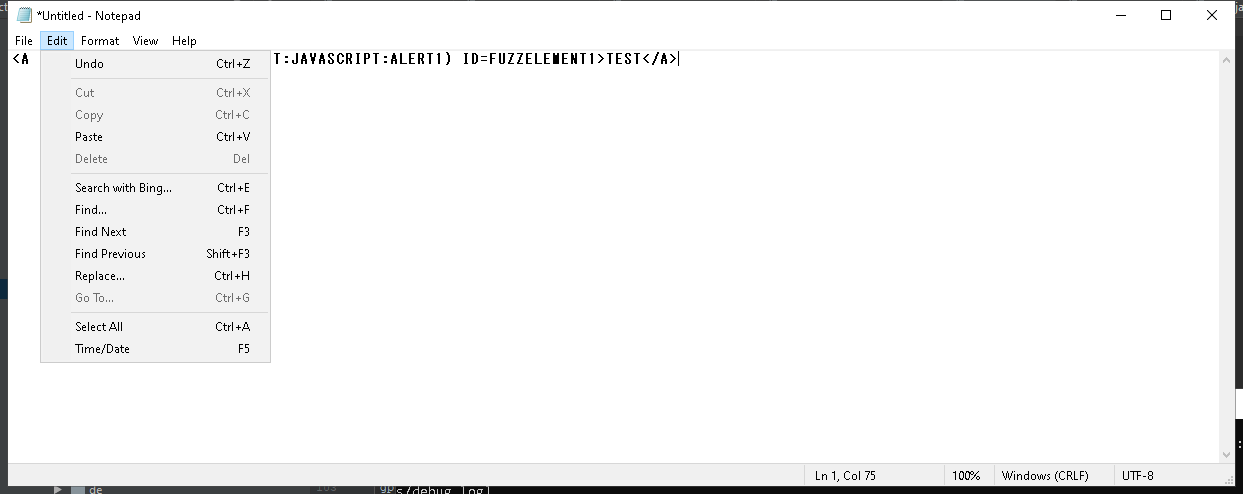 *Untitled - Notepad
File Edit Format View Help
<A T:JAVASCRIPT:ALERT1) ID=FUZZELEMENT1>TEST</A>
Undo Ctrl+Z
Cut Ctrl+X
Copy Ctrl+C
Paste Ctrl+V
Delete Del
Search with Bing... Ctrl+E
Find... Ctrl+F
Find Next F3
Find Previous Shift+F3
Replace... Ctrl+H
Go To... Ctrl+G
Select All Ctrl+A
Time/Date F5
Ln 1, Col 75 100% Windows (CRLF) UTF-8
de s/debug.log